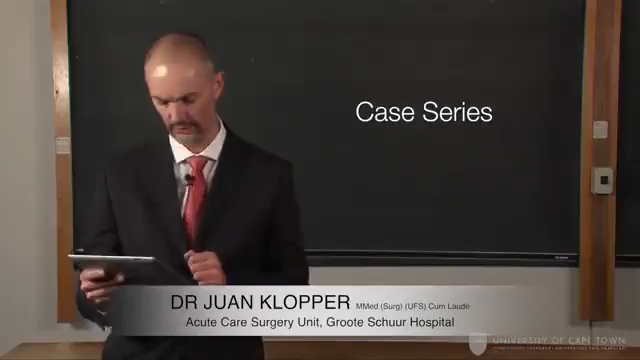 Case Series
DR JUAN KLOPPER MMed (Surg) (UFS) Cum Laude
Acute Care Surgery Unit, Groote Schuur Hospital
UNIVERSITY OF CAPE TOWN